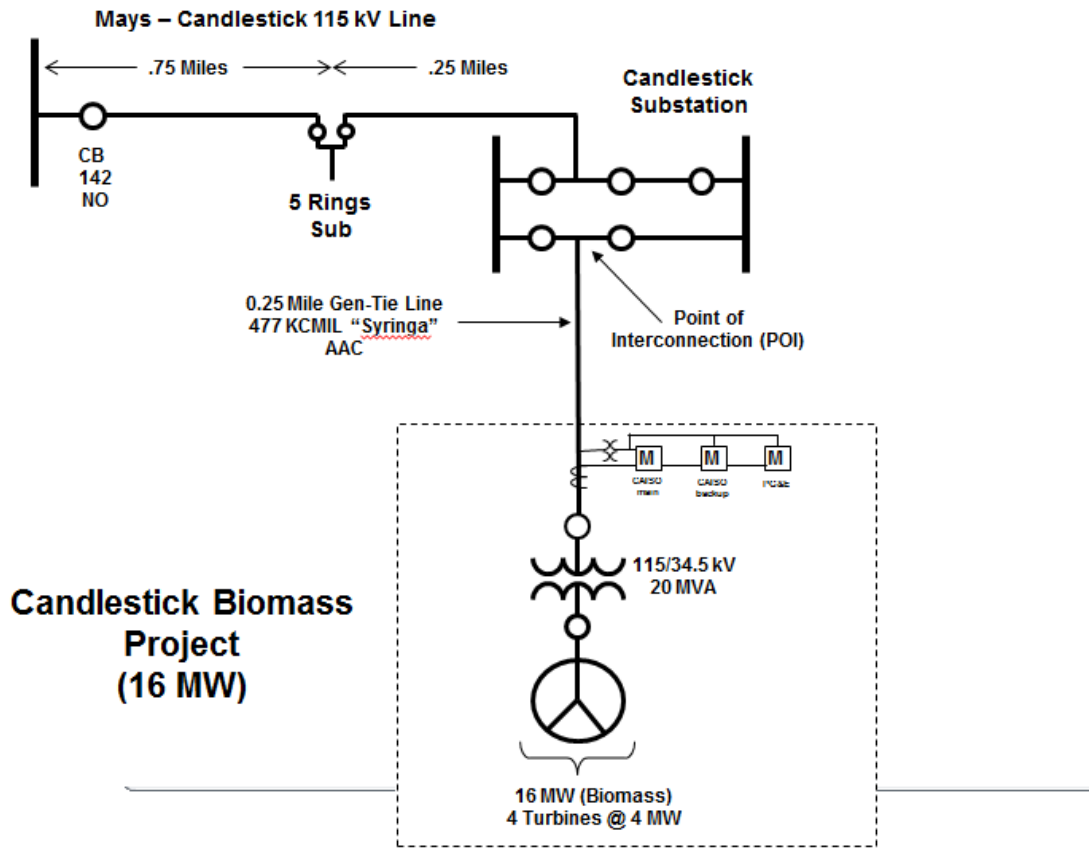 Mays – Candlestick 115 kV Line
.75 Miles
.25 Miles
Candlestick
Substation
CB
142
NO
5 Rings
Sub
0.25 Mile Gen-Tie Line
477 KCMIL “Syringa”
AAC
Point of
Interconnection (POI)
M
M
M
CAISO
main
CAISO
backup
PG&E
115/34.5 kV
20 MVA
Candlestick Biomass
Project
(16 MW)
16 MW (Biomass)
4 Turbines @ 4 MW